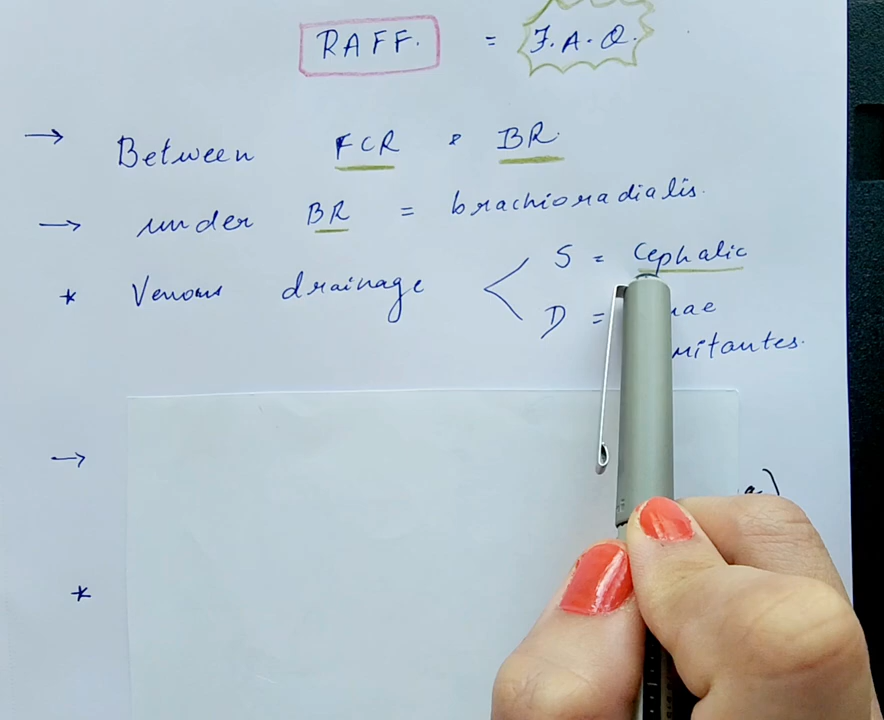 RAFF. = F.A.Q.
→ Between FCR & BR.
→ under BR = brachioradialis.
* Venous drainage < S = Cephalic
D =
→
*